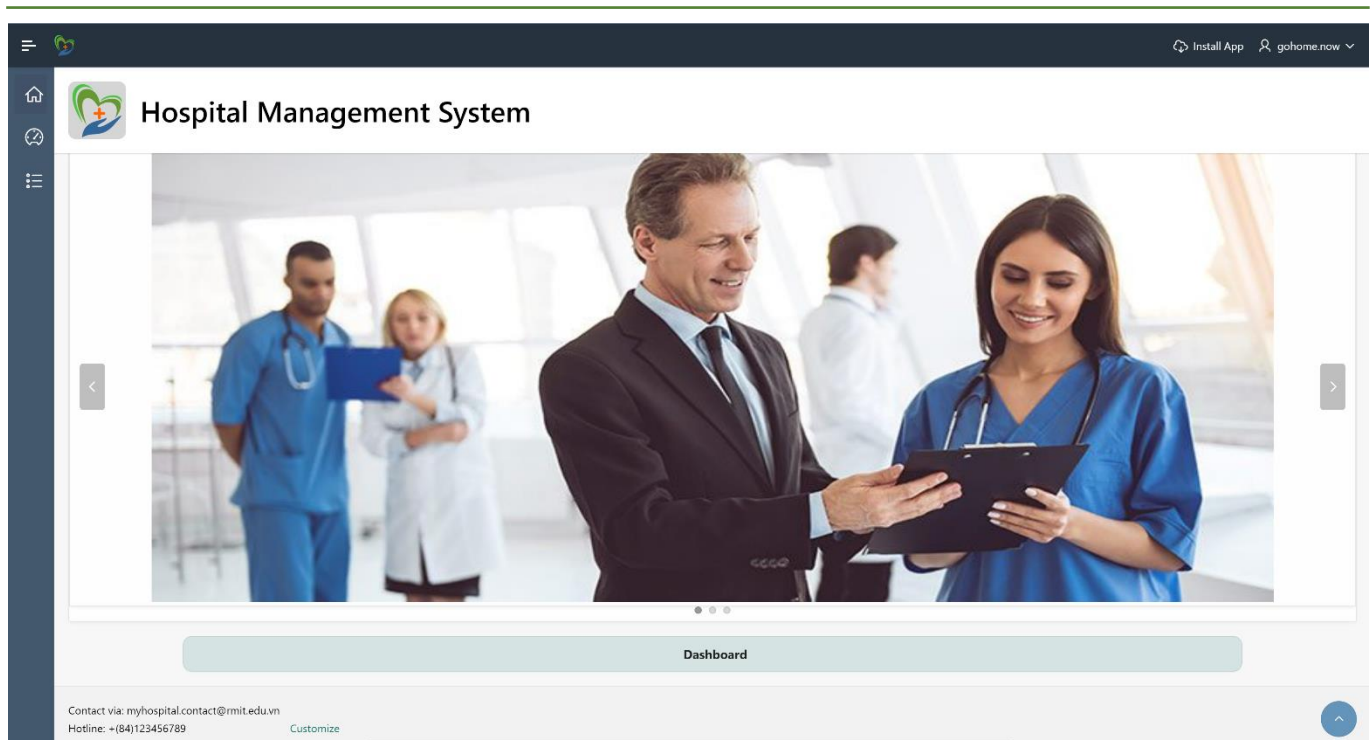 Install App gohome.now
Hospital Management System
Dashboard
Contact via: myhospital.contact@rmit.edu.vn
Hotline: +(84)123456789 Customize